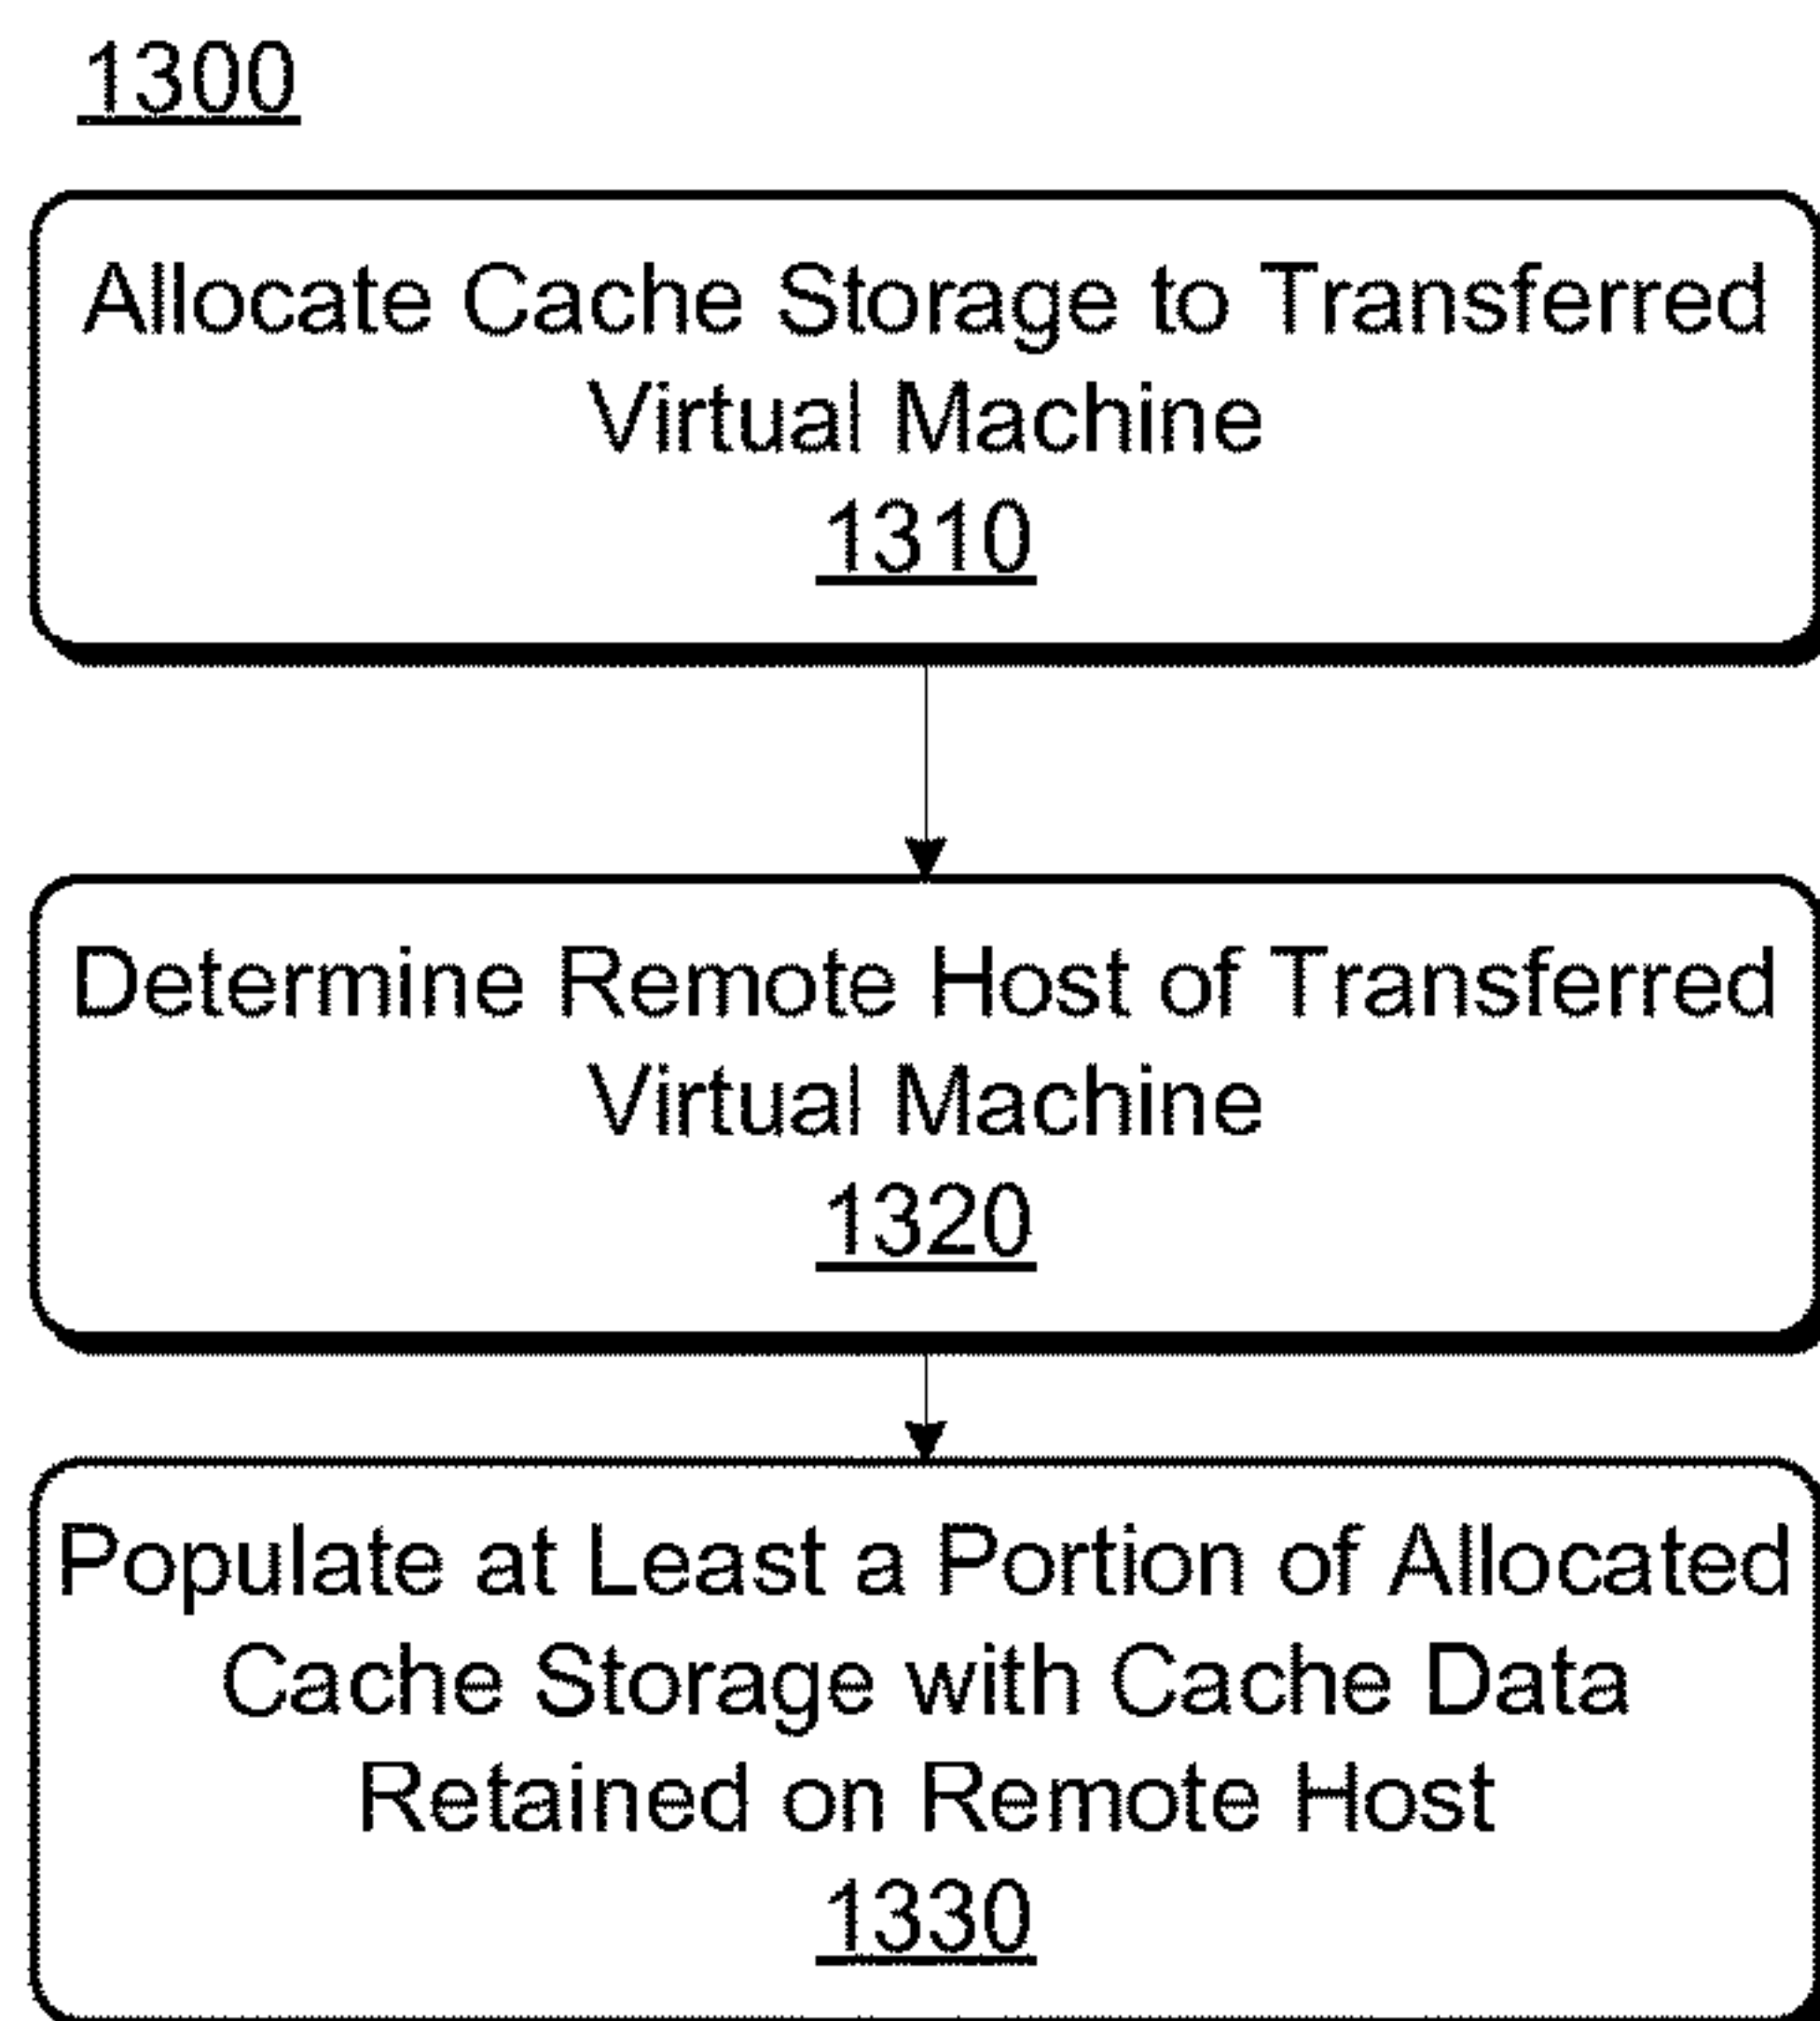 1300
Allocate Cache Storage to Transferred
Virtual Machine
1310
Determine Remote Host of Transferred
Virtual Machine
1320
Populate at Least a Portion of Allocated
Cache Storage with Cache Data
Retained on Remote Host
1330